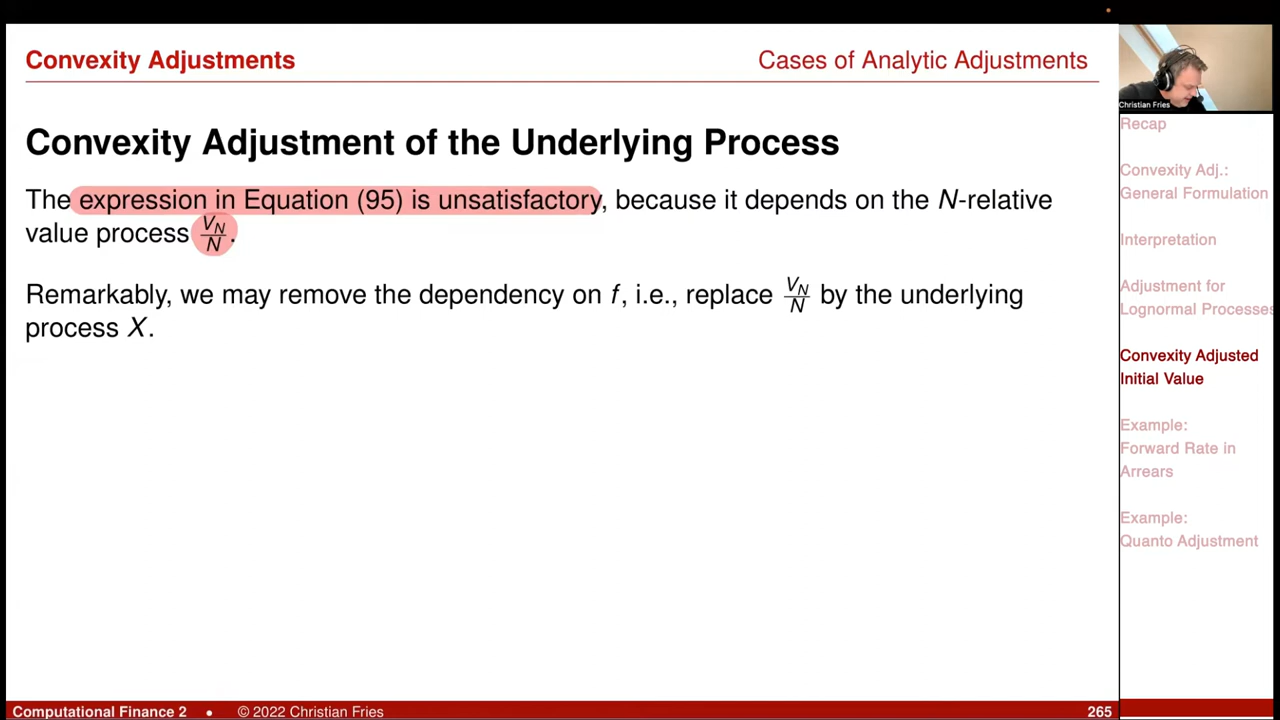 Convexity Adjustments
Cases of Analytic Adjustments
Convexity Adjustment of the Underlying Process
The expression in Equation (95) is unsatisfactory, because it depends on the N-relative
value process V_N/N.
Remarkably, we may remove the dependency on f, i.e., replace V_N/N by the underlying
process X.
Christian Fries
Recap
Convexity Adj.:
General Formulation
Interpretation
Adjustment for
Lognormal Processes
Convexity Adjusted
Initial Value
Example:
Forward Rate in
Arrears
Example:
Quanto Adjustment
Computational Finance 2 • © 2022 Christian Fries
265